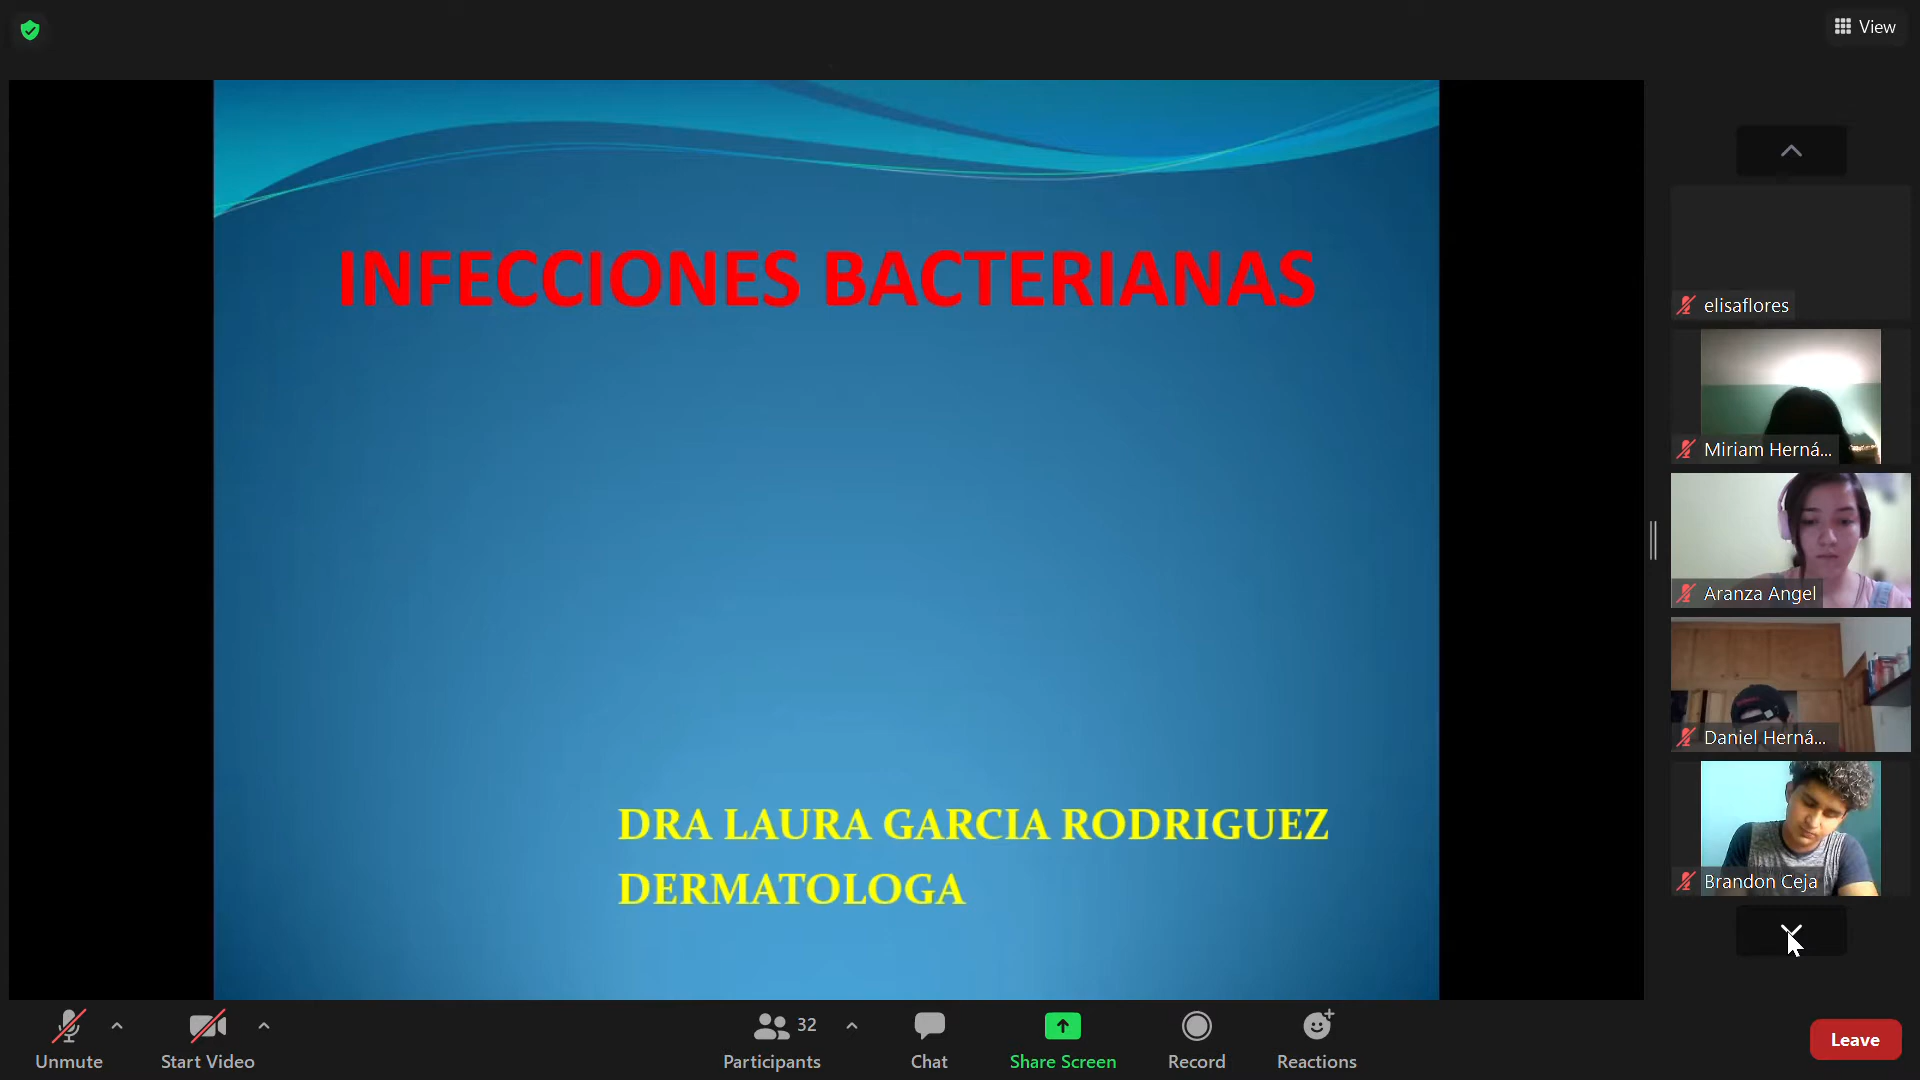 View
INFECCIONES BACTERIANAS
DRA LAURA GARCIA RODRIGUEZ
DERMATOLOGA
elisaflores
Miriam Herná...
Aranza Angel
Daniel Herná...
Brandon Ceja
Unmute
Start Video
32
Participants
Chat
Share Screen
Record
Reactions
Leave